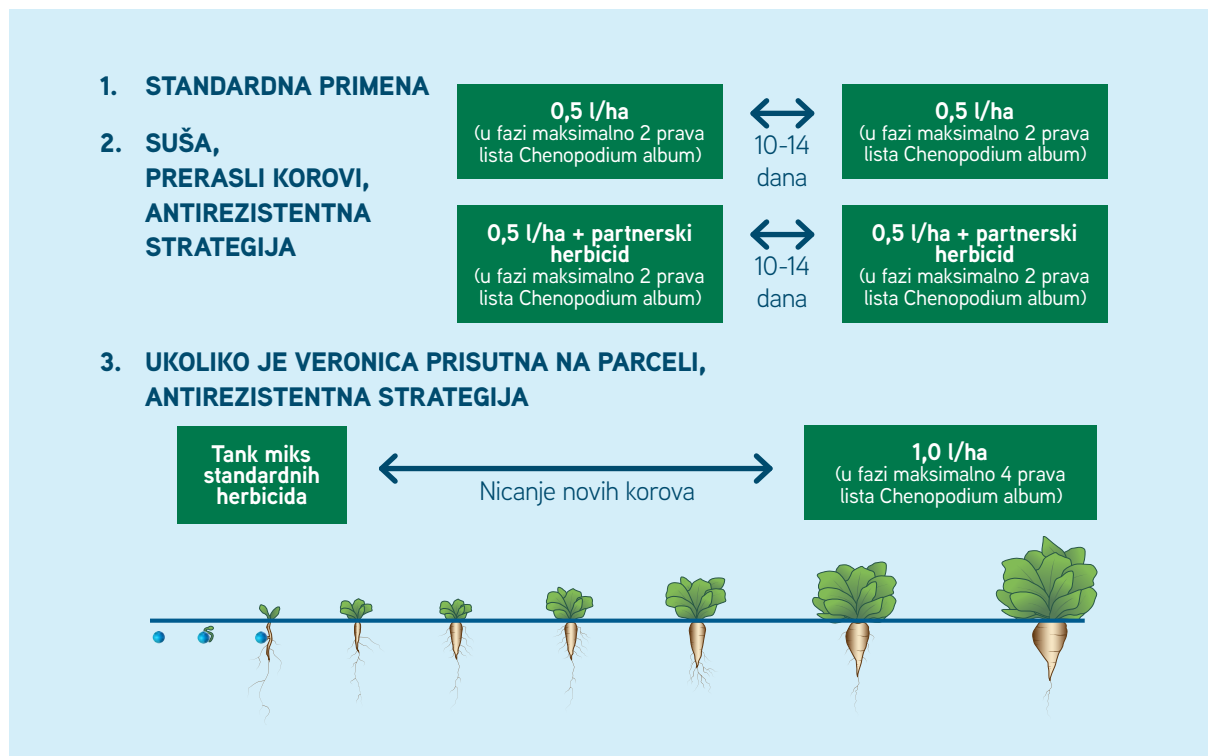 1. STANDARDNA PRIMENA
0,5 l/ha
(u fazi maksimalno 2 prava
lista Chenopodium album)
10-14
dana
0,5 l/ha
(u fazi maksimalno 2 prava
lista Chenopodium album)
2. SUŠA,
PRERASLI KOROVI,
ANTIREZISTENTNA
STRATEGIJA
0,5 l/ha + partnerski
herbicid
(u fazi maksimalno 2 prava
lista Chenopodium album)
10-14
dana
0,5 l/ha + partnerski
herbicid
(u fazi maksimalno 2 prava
lista Chenopodium album)
3. UKOLIKO JE VERONICA PRISUTNA NA PARCELI,
ANTIREZISTENTNA STRATEGIJA
Tank miks
standardnih
herbicida
Nicanje novih korova
1,0 l/ha
(u fazi maksimalno 4 prava
lista Chenopodium album)